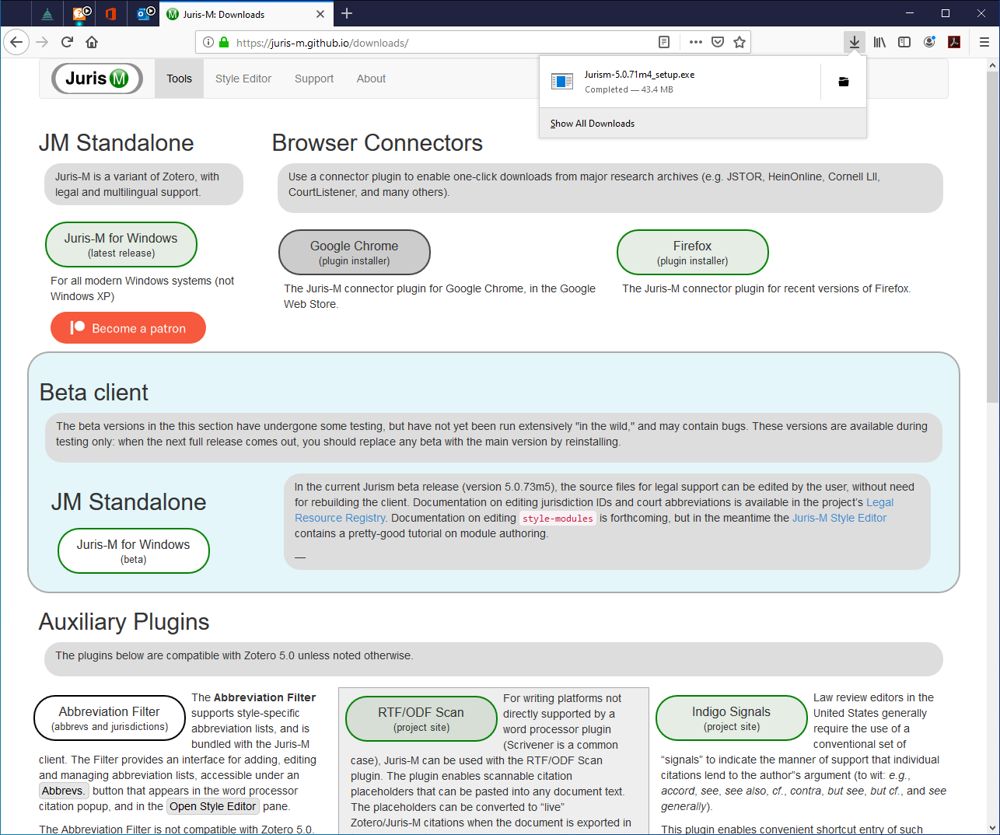 Juris-M: Downloads
https://juris-m.github.io/downloads/
Juris M
Tools
Style Editor
Support
About
Jurism-5.0.71m4_setup.exe
Completed — 43.4 MB
Show All Downloads
JM Standalone
Juris-M is a variant of Zotero, with
legal and multilingual support.
Juris-M for Windows
(latest release)
For all modern Windows systems (not
Windows XP)
Become a patron
Browser Connectors
Use a connector plugin to enable one-click downloads from major research archives (e.g. JSTOR, HeinOnline, Cornell LII,
CourtListener, and many others).
Google Chrome
(plugin installer)
The Juris-M connector plugin for Google Chrome, in the Google
Web Store.
Firefox
(plugin installer)
The Juris-M connector plugin for recent versions of Firefox.
Beta client
The beta versions in the this section have undergone some testing, but have not yet been run extensively "in the wild," and may contain bugs. These versions are available during
testing only: when the next full release comes out, you should replace any beta with the main version by reinstalling.
JM Standalone
Juris-M for Windows
(beta)
In the current Jurism beta release (version 5.0.73m5), the source files for legal support can be edited by the user, without need
for rebuilding the client. Documentation on editing jurisdiction IDs and court abbreviations is available in the project's Legal
Resource Registry. Documentation on editing style-modules is forthcoming, but in the meantime the Juris-M Style Editor
contains a pretty-good tutorial on module authoring.
—
Auxiliary Plugins
The plugins below are compatible with Zotero 5.0 unless noted otherwise.
Abbreviation Filter
(abbrevs and jurisdictions)
The Abbreviation Filter
supports style-specific
abbreviation lists, and is
bundled with the Juris-M
client. The Filter provides an interface for adding, editing
and managing abbreviation lists, accessible under an
Abbrevs. button that appears in the word processor
citation popup, and in the Open Style Editor pane.
The Abbreviation Filter is not compatible with Zotero 5.0.
RTF/ODF Scan
(project site)
For writing platforms not
directly supported by a
word processor plugin
(Scrivener is a common
case), Juris-M can be used with the RTF/ODF Scan
plugin. The plugin enables scannable citation
placeholders that can be pasted into any document text.
The placeholders can be converted to “live”
Zotero/Juris-M citations when the document is exported in
Indigo Signals
(project site)
Law review editors in the
United States generally
require the use of a
conventional set of
“signals” to indicate the manner of support that individual
citations lend to the author”s argument (to wit: e.g.,
accord, see, see also, cf., contra, but see, but cf., and see
generally).
This plugin enables convenient shortcut entry of such